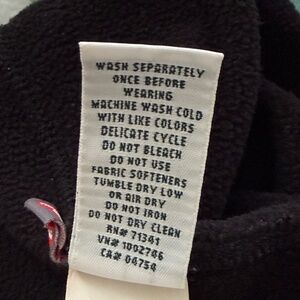 WASH SEPARATELY
ONCE BEFORE
WEARING
MACHINE WASH COLD
WITH LIKE COLORS
DELICATE CYCLE
DO NOT BLEACH
DO NOT USE
FABRIC SOFTENERS
TUMBLE DRY LOW
OR AIR DRY
DO NOT IRON
DO NOT DRY CLEAN
RN# 71341
VN# 1002746
CA# 04754